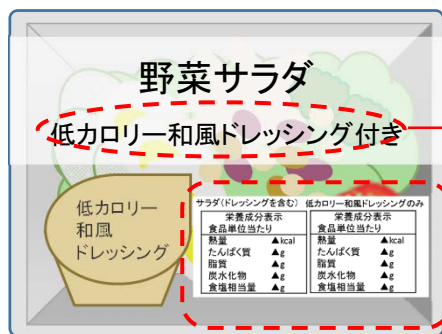 野菜サラダ
低カロリー和風ドレッシング付き
低カロリー
和風
ドレッシング
サラダ(ドレッシングを含む)
栄養成分表示
食品単位当たり
熱量 ▲kcal
たんぱく質 ▲g
脂質 ▲g
炭水化物 ▲g
食塩相当量 ▲g
低カロリー和風ドレッシングのみ
栄養成分表示
食品単位当たり
熱量 ▲kcal
たんぱく質 ▲g
脂質 ▲g
炭水化物 ▲g
食塩相当量 ▲g